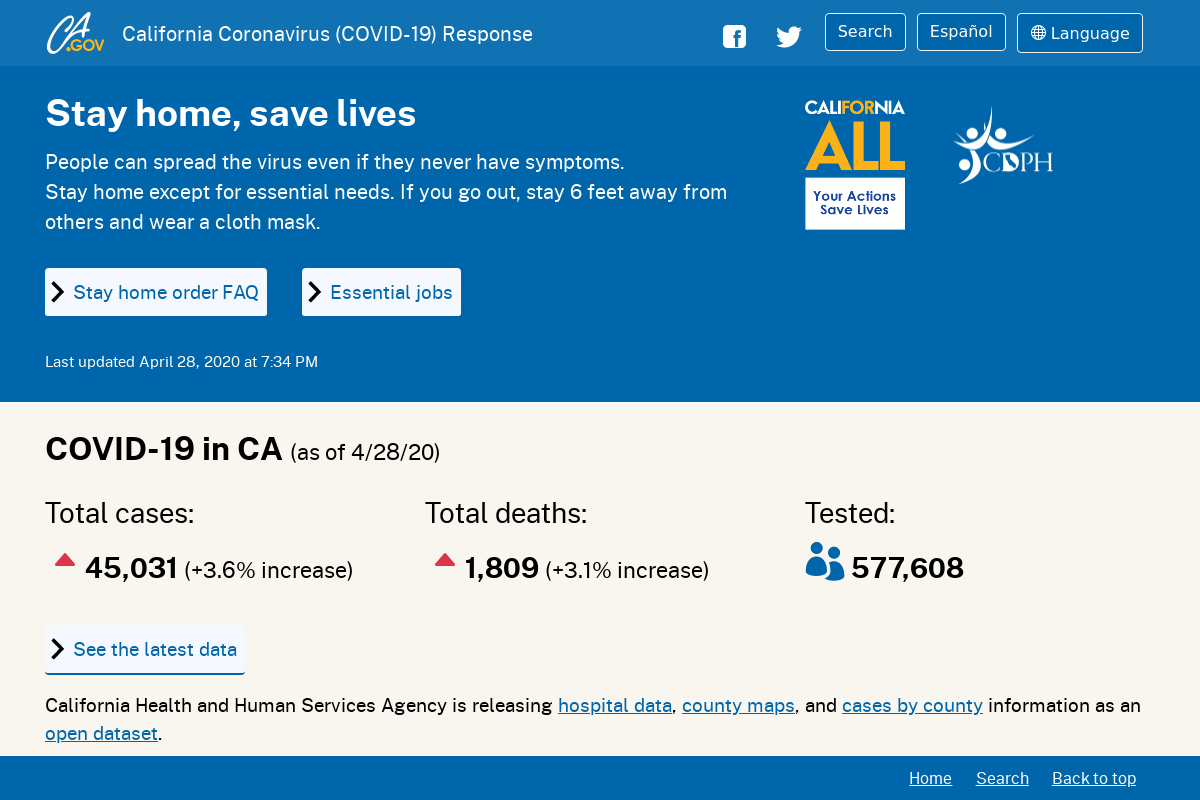 CA.GOV California Coronavirus (COVID-19) Response Search Español Language
Stay home, save lives
People can spread the virus even if they never have symptoms.
Stay home except for essential needs. If you go out, stay 6 feet away from
others and wear a cloth mask.
CALIFORNIA
ALL
Your Actions
Save Lives
CDPH
Stay home order FAQ Essential jobs
Last updated April 28, 2020 at 7:34 PM
COVID-19 in CA (as of 4/28/20)
Total cases: Total deaths: Tested:
45,031 (+3.6% increase) 1,809 (+3.1% increase) 577,608
See the latest data
California Health and Human Services Agency is releasing hospital data, county maps, and cases by county information as an
open dataset.
Home Search Back to top